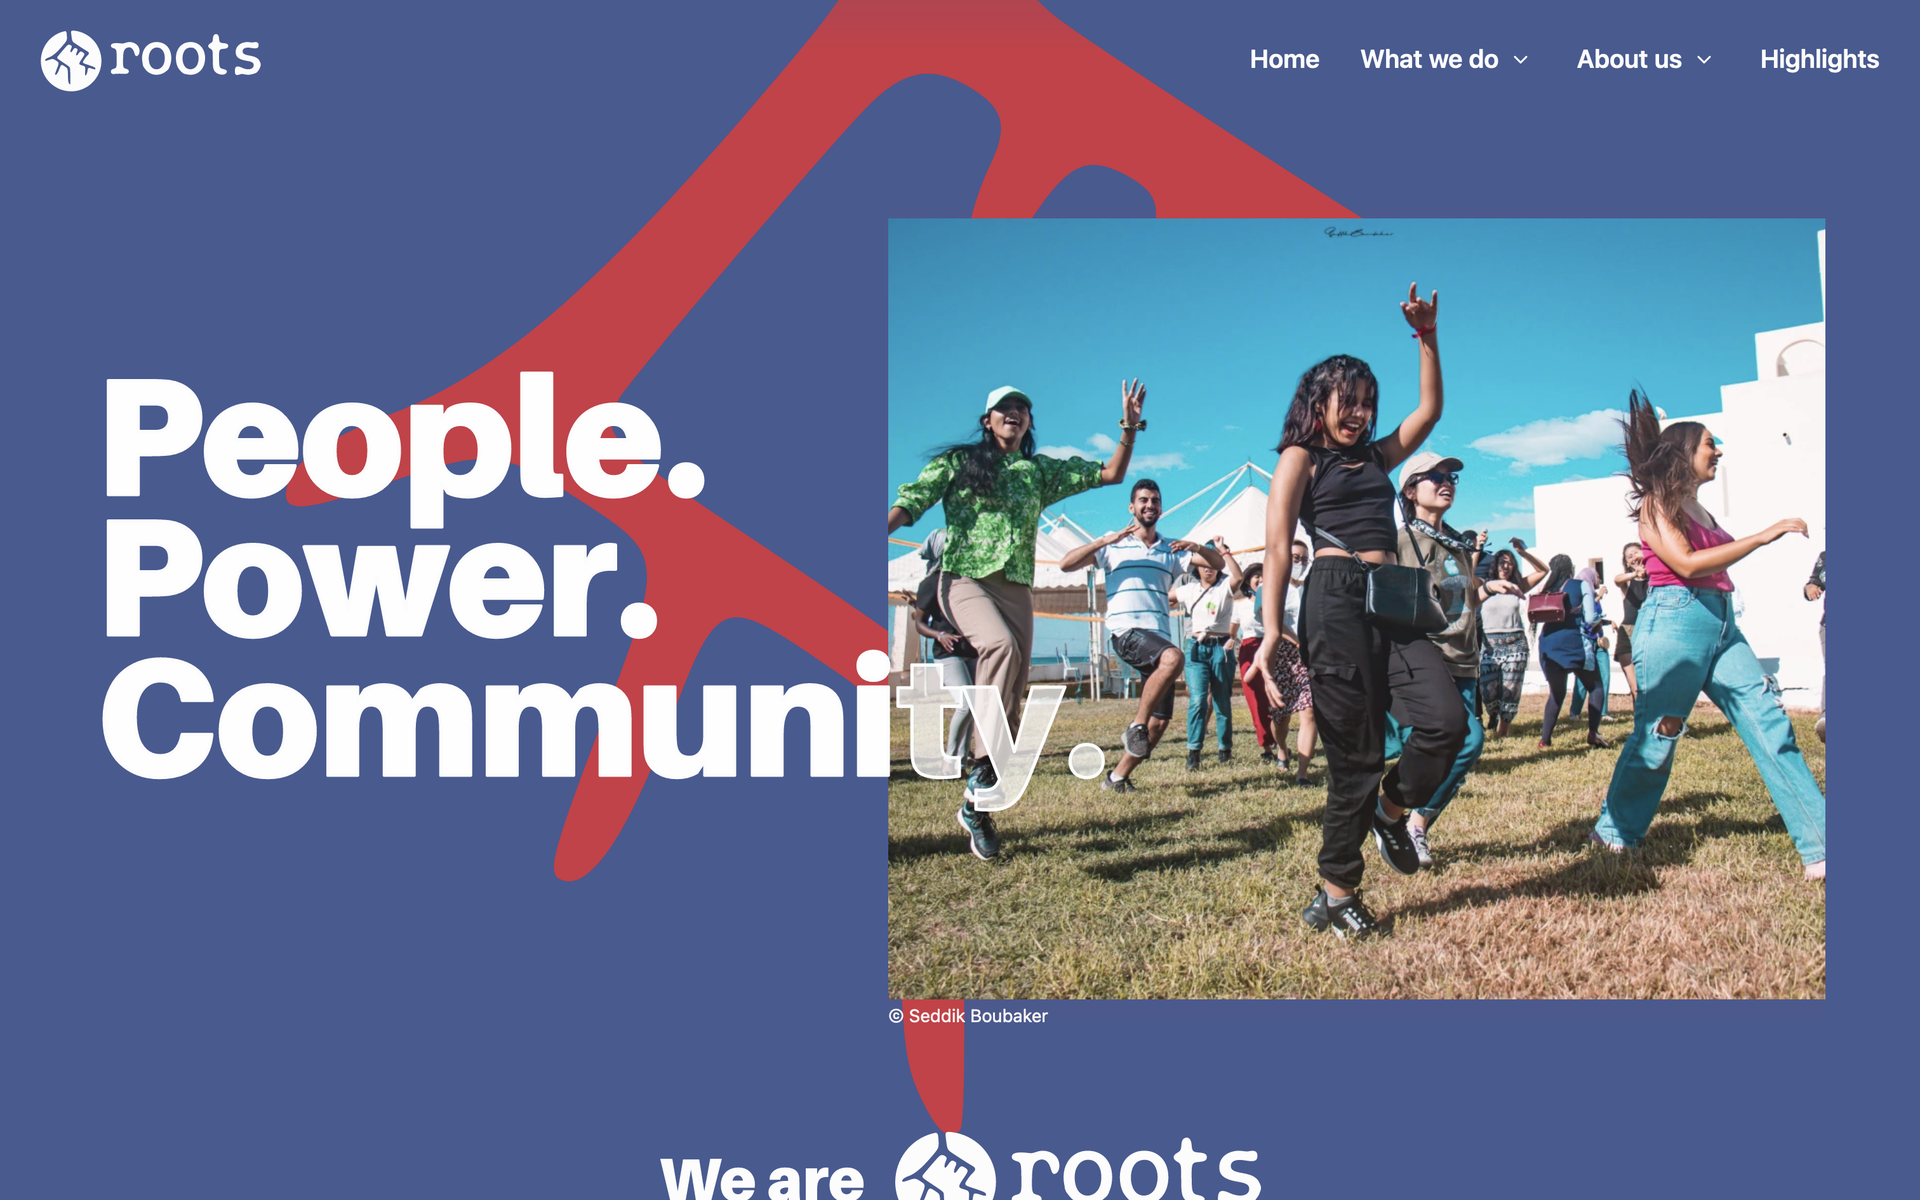 roots
Home What we do About us Highlights
People.
Power.
Community.
© Seddik Boubaker
We are roots